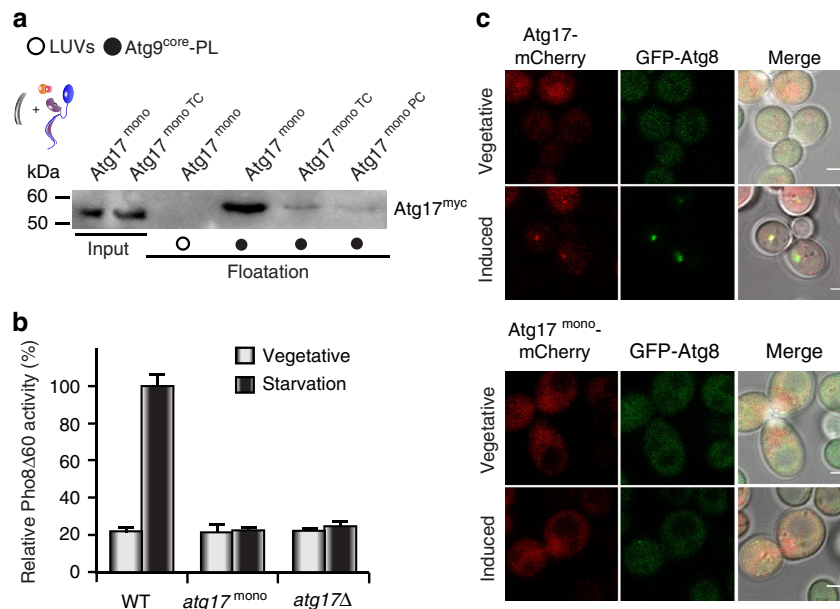 a
LUVs Atg9core-PL
+
Atg17 mono
Atg17 mono TC
Atg17 mono
Atg17 mono
Atg17 mono TC
Atg17 mono PC
kDa
60
50
Atg17myc
Input
Floatation
b
Relative Pho8Δ60 activity (%)
100
80
60
40
20
0
Vegetative
Starvation
WT atg17 mono atg17Δ
c
Atg17-
mCherry GFP-Atg8 Merge
Vegetative
Induced
Atg17 mono-
mCherry GFP-Atg8 Merge
Vegetative
Induced